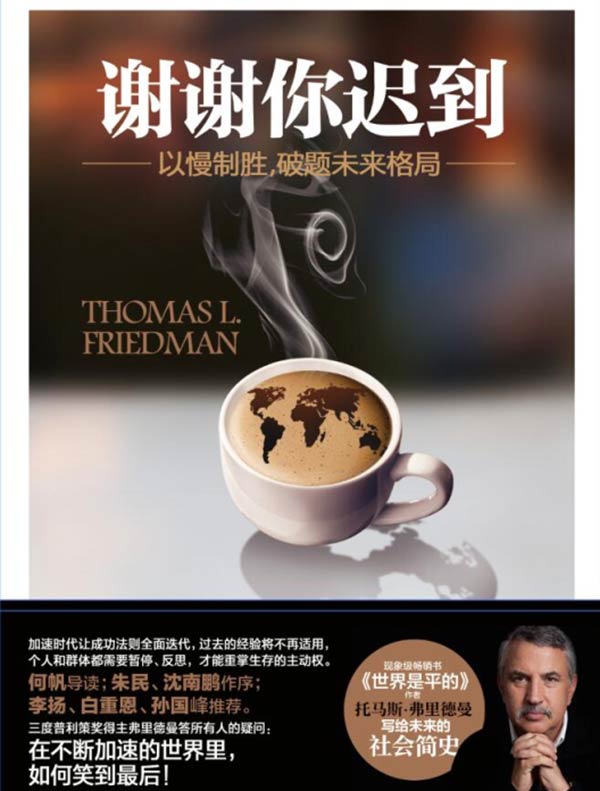 谢谢你迟到
以慢制胜,破题未来格局
THOMAS L.
FRIEDMAN
加速时代让成功法则全面迭代，过去的经验将不再适用，
个人和群体都需要暂停、反思，才能重掌生存的主动权。
何帆导读；朱民、沈南鹏作序；
李扬、白重恩、孙国峰推荐。
三度普利策奖得主弗里德曼答所有人的疑问：
在不断加速的世界里，
如何笑到最后！
现象级畅销书
《世界是平的》
作者
托马斯·弗里德曼
写给未来的
社会简史